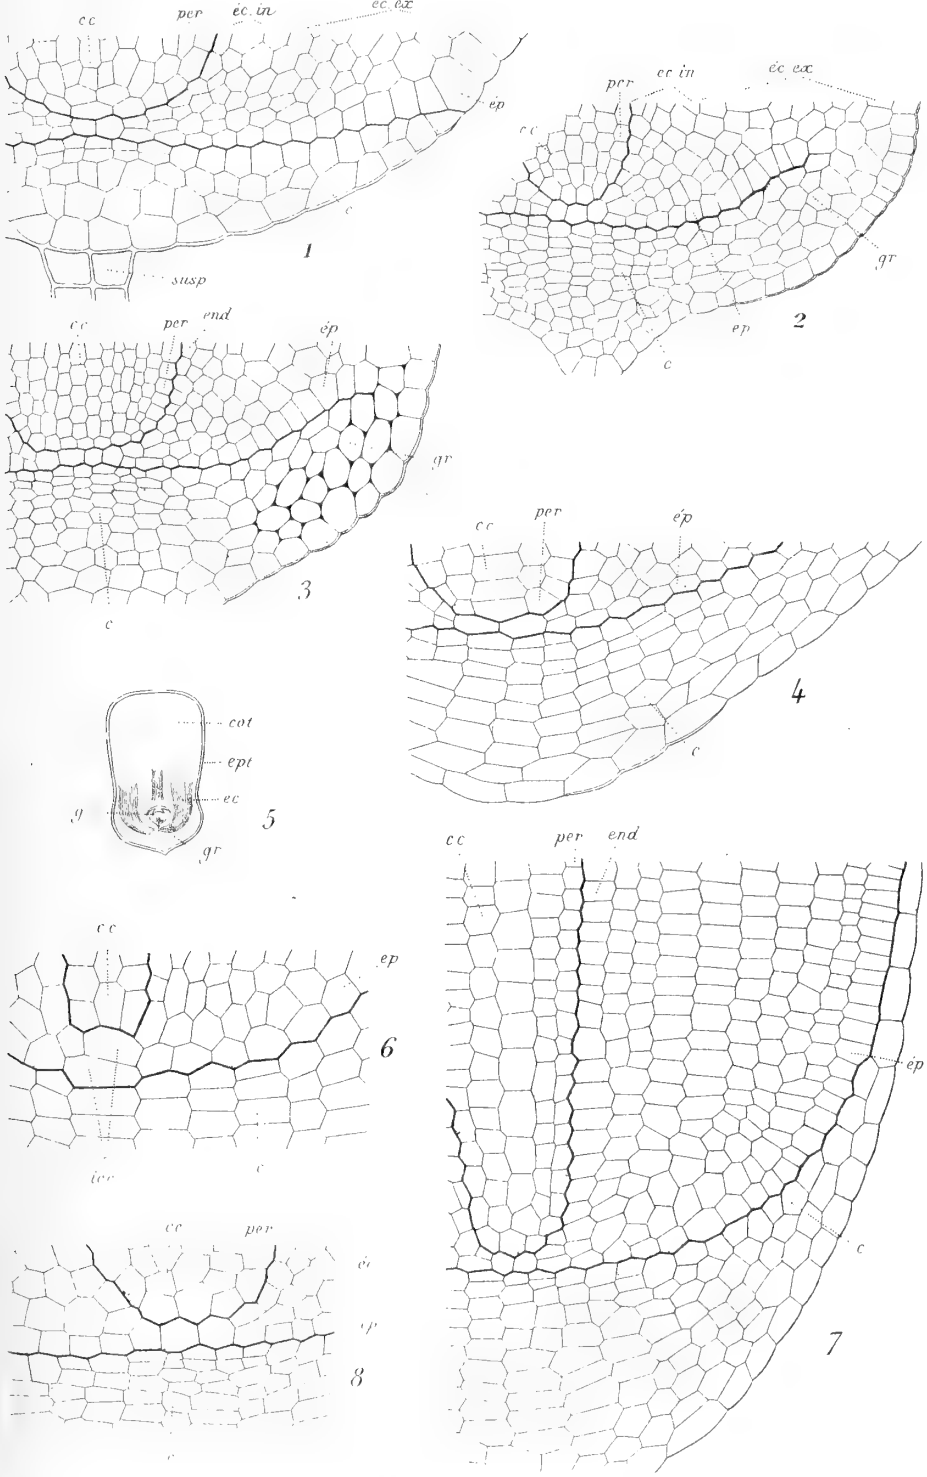 cc per éc. in éc ex
ép
c
1
susp
per éc in éc ex
cc
gr
ep
2
c
cc per end ép
gr
3
c
cc per ép
4
c
cot
ept
ec
g
5
gr
cc per end
cc
ep
6
ép
c
c
cc per
7
8